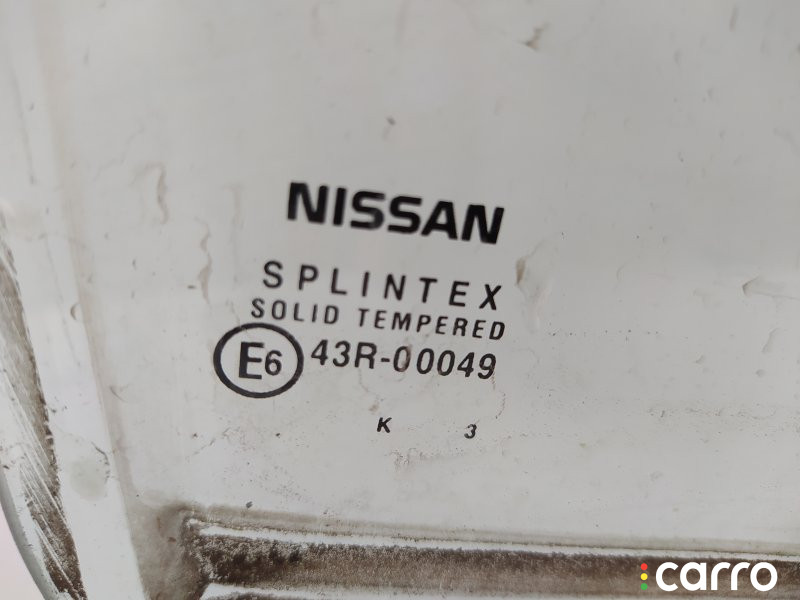 NISSAN
SPLINTEX
SOLID TEMPERED
E6 43R-00049
K 3
carro